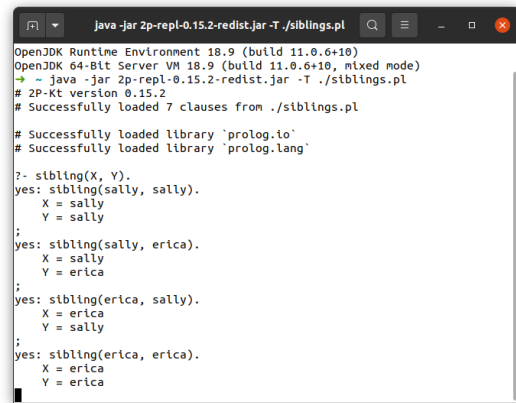 java -jar 2p-repl-0.15.2-redist.jar -T ./siblings.pl
OpenJDK Runtime Environment 18.9 (build 11.0.6+10)
OpenJDK 64-Bit Server VM 18.9 (build 11.0.6+10, mixed mode)
➜ ~ java -jar 2p-repl-0.15.2-redist.jar -T ./siblings.pl
# 2P-Kt version 0.15.2
# Successfully loaded 7 clauses from ./siblings.pl

# Successfully loaded library `prolog.io`
# Successfully loaded library `prolog.lang`

?- sibling(X, Y).
yes: sibling(sally, sally).
    X = sally
    Y = sally
;
yes: sibling(sally, erica).
    X = sally
    Y = erica
;
yes: sibling(erica, sally).
    X = erica
    Y = sally
;
yes: sibling(erica, erica).
    X = erica
    Y = erica